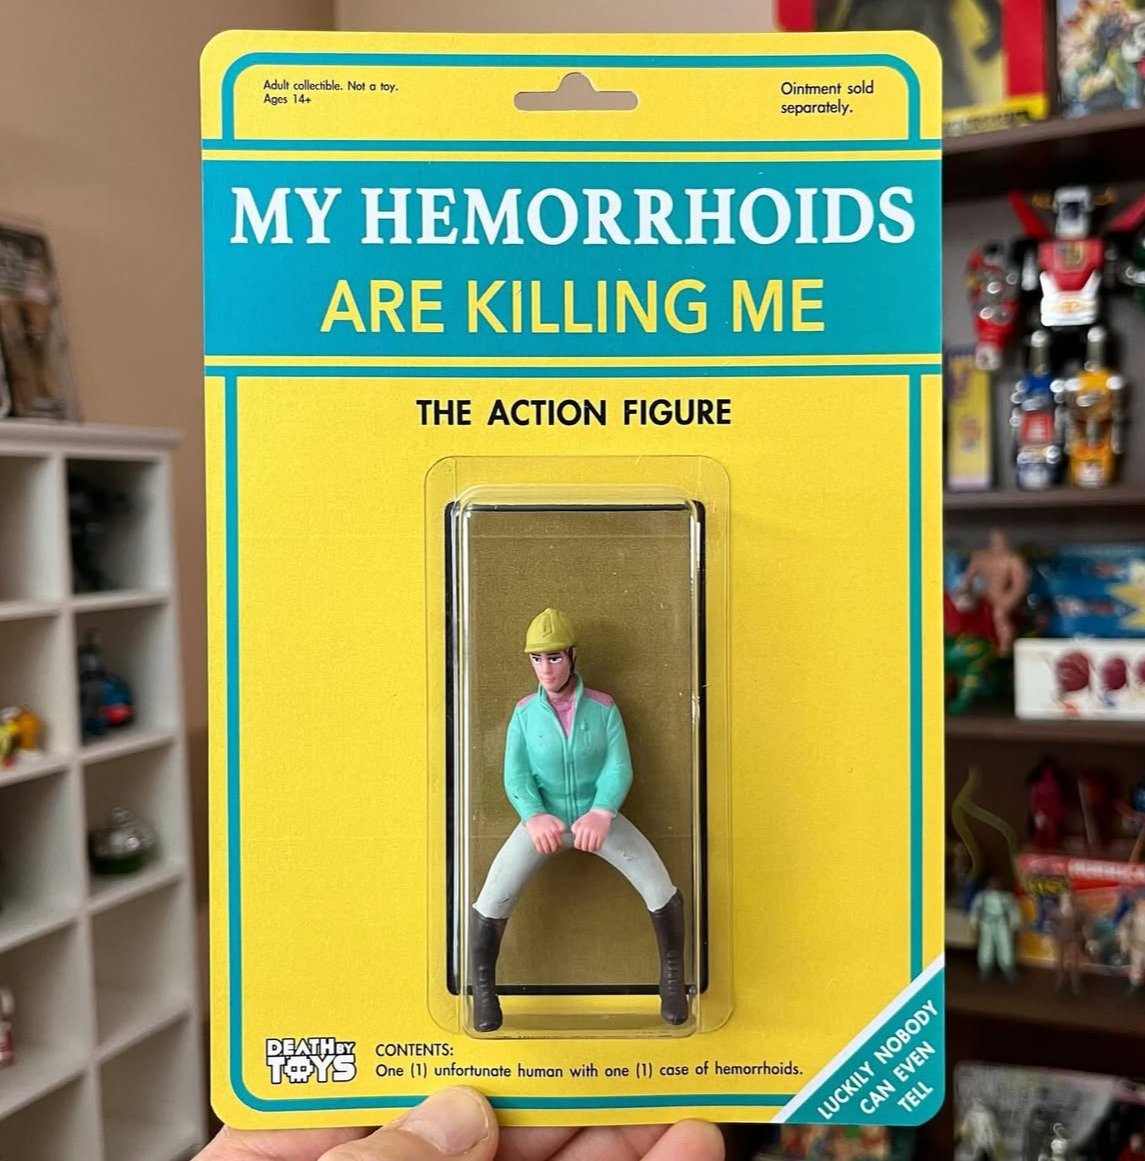 Adult collectible. Not a toy.
Ages 14+
Ointment sold
separately.
MY HEMORRHOIDS
ARE KILLING ME
THE ACTION FIGURE
DEATH BY
TOYS
CONTENTS:
One (1) unfortunate human with one (1) case of hemorrhoids.
LUCKILY NOBODY
CAN EVEN
TELL